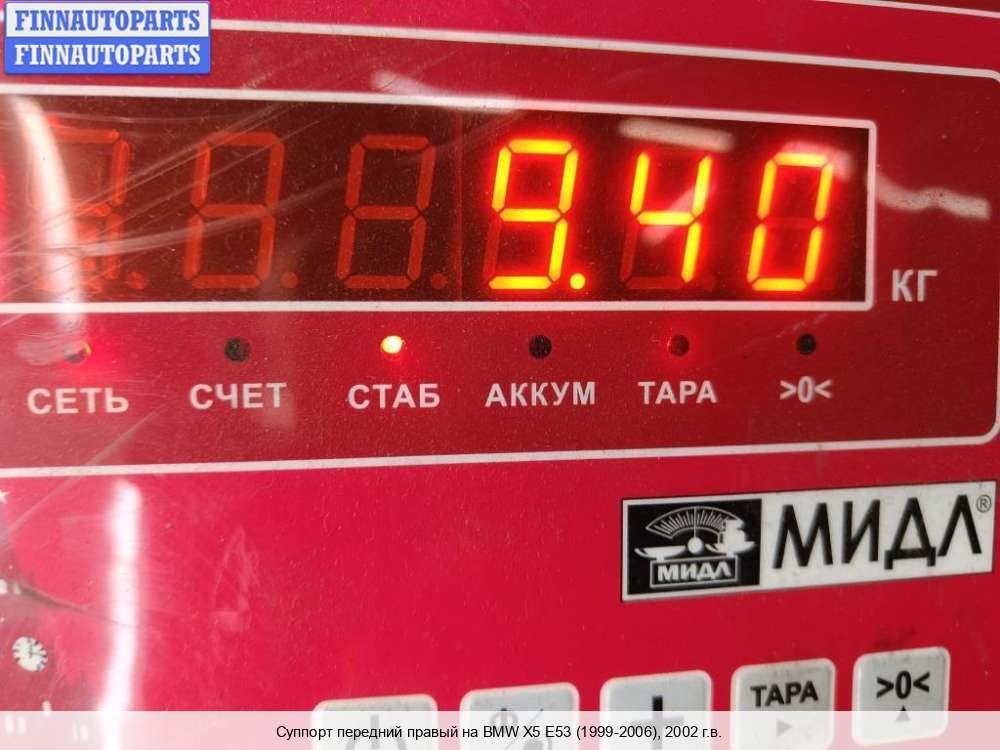 FINNAUTOPARTS
FINNAUTOPARTS
9.40
КГ
СЕТЬ СЧЕТ СТАБ АККУМ ТАРА >0<
МИДЛ МИДЛ®
ТАРА >0<
Суппорт передний правый на BMW X5 E53 (1999-2006), 2002 г.в.